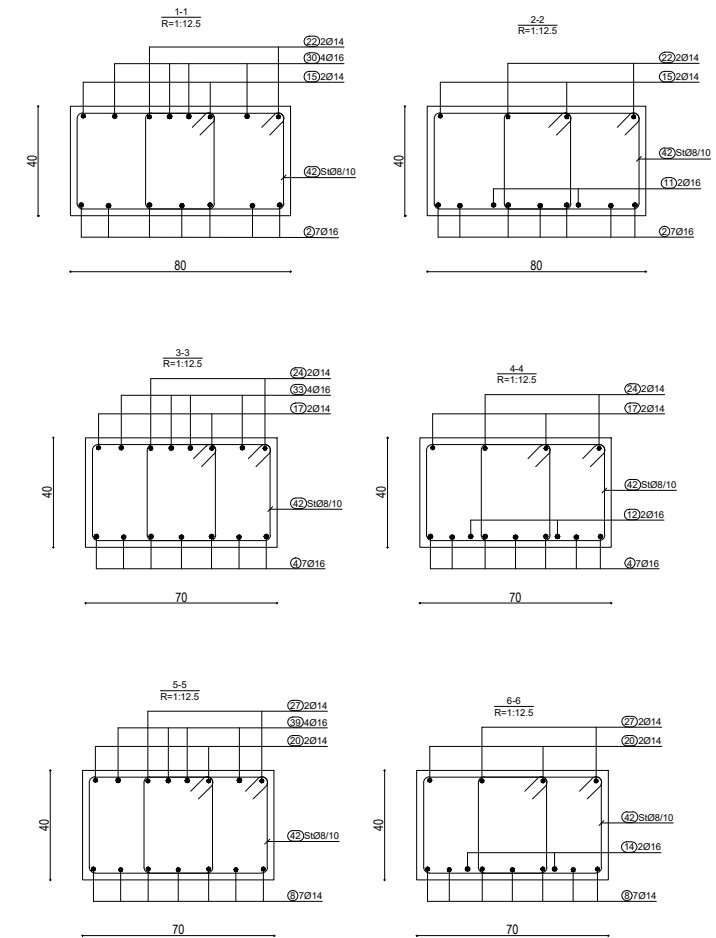 1-1
R=1:12.5
22 2Ø14
30 4Ø16
15 2Ø14
40
42 StØ8/10
2 7Ø16
80
2-2
R=1:12.5
22 2Ø14
15 2Ø14
40
42 StØ8/10
11 2Ø16
2 7Ø16
80
3-3
R=1:12.5
24 2Ø14
33 4Ø16
17 2Ø14
40
42 StØ8/10
4 7Ø16
70
4-4
R=1:12.5
24 2Ø14
17 2Ø14
40
42 StØ8/10
12 2Ø16
4 7Ø16
70
5-5
R=1:12.5
27 2Ø14
39 4Ø16
20 2Ø14
40
42 StØ8/10
8 7Ø14
70
6-6
R=1:12.5
27 2Ø14
20 2Ø14
40
42 StØ8/10
14 2Ø16
8 7Ø14
70